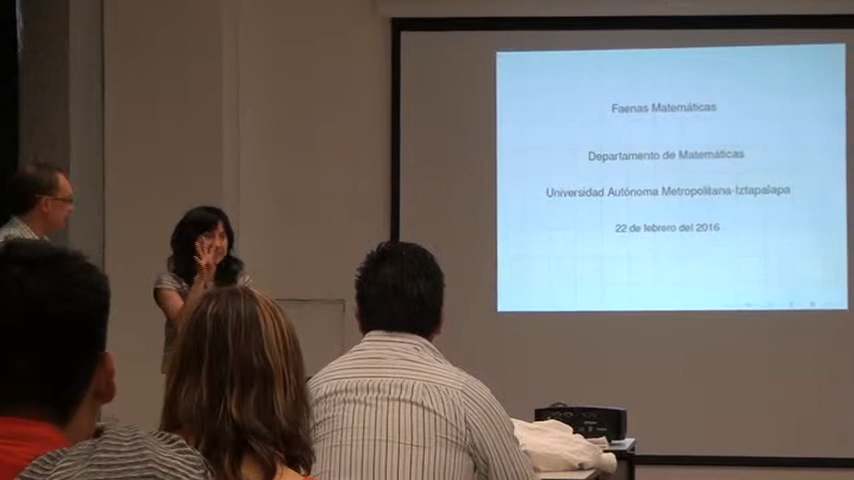 Faenas Matemáticas
Departamento de Matemáticas
Universidad Autónoma Metropolitana-Iztapalapa
22 de febrero del 2016